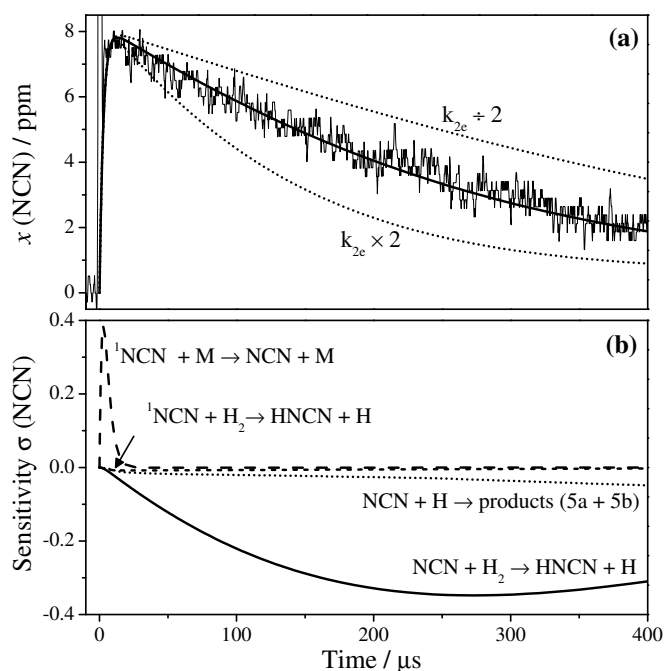 (a)
8
6
4
2
0
x (NCN) / ppm
k₂ₑ ÷ 2
k₂ₑ × 2
(b)
0.4
0.2
0.0
-0.2
-0.4
Sensitivity σ (NCN)
¹NCN + M → NCN + M
¹NCN + H₂ → HNCN + H
NCN + H → products (5a + 5b)
NCN + H₂ → HNCN + H
0 100 200 300 400
Time / μs